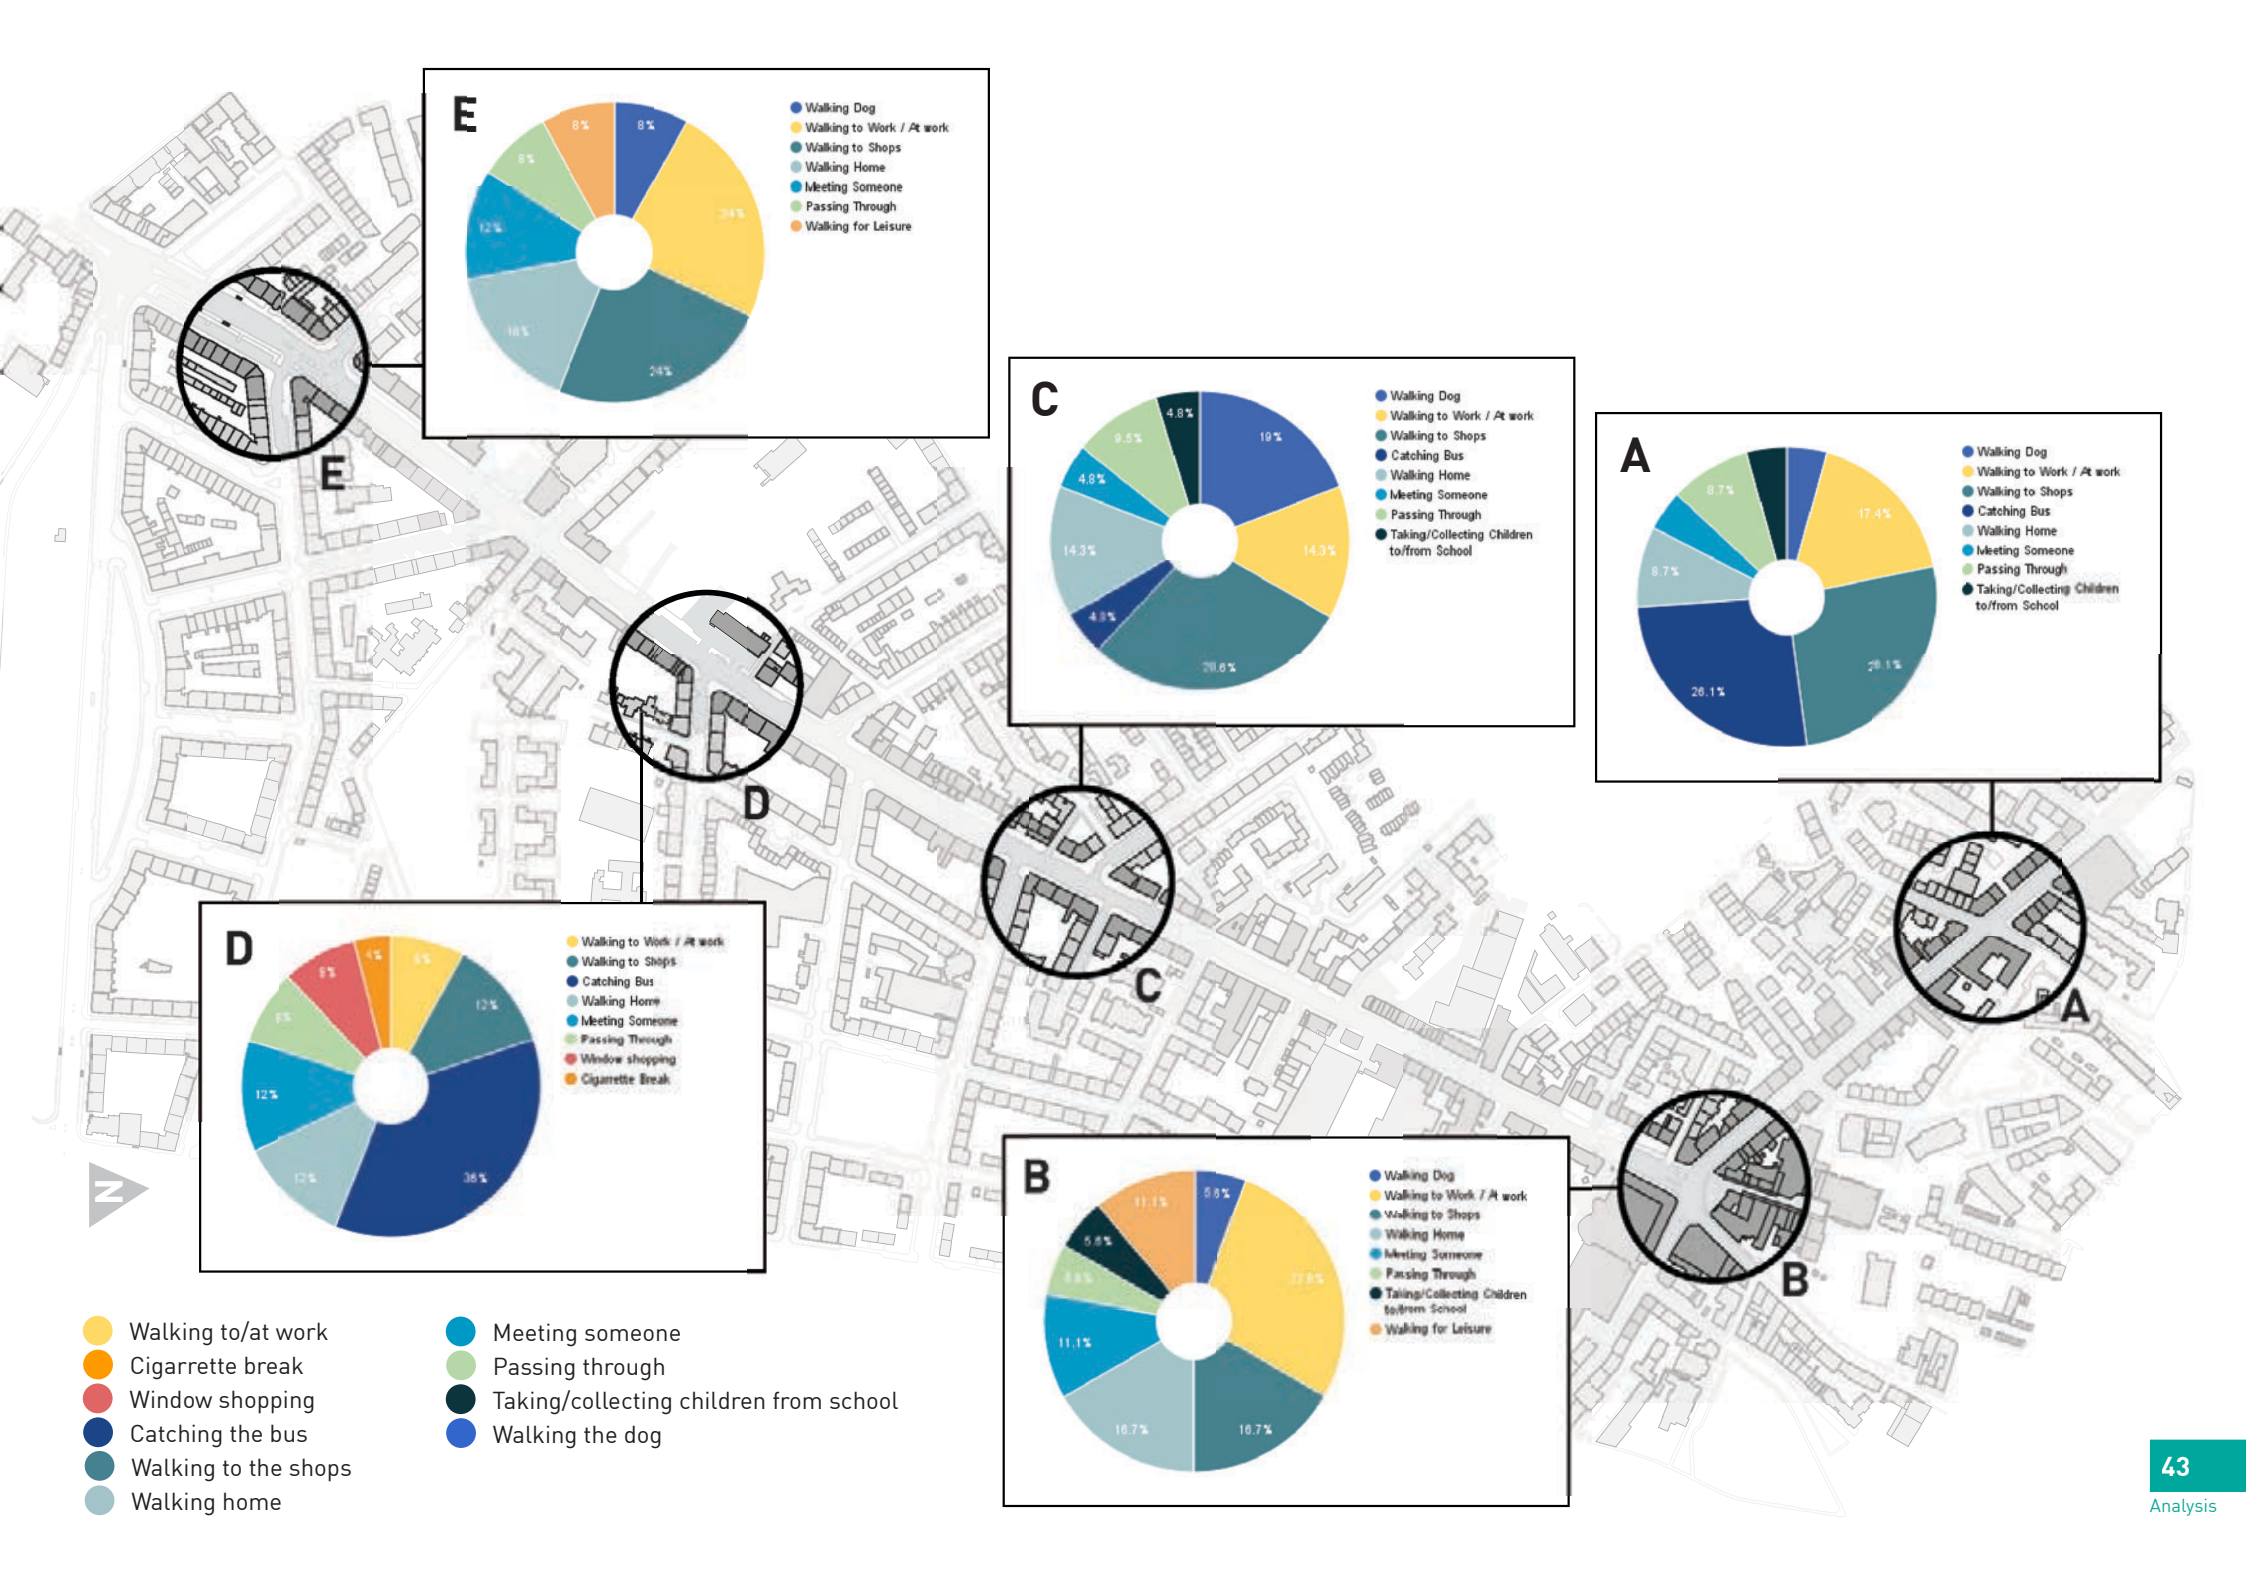 E
8%
8%
24%
24%
16%
12%
8%
Walking Dog
Walking to Work / At work
Walking to Shops
Walking Home
Meeting Someone
Passing Through
Walking for Leisure
C
4.8%
19%
14.3%
28.6%
4.8%
14.3%
4.8%
9.5%
Walking Dog
Walking to Work / At work
Walking to Shops
Catching Bus
Walking Home
Meeting Someone
Passing Through
Taking/Collecting Children
to/from School
A
17.4%
26.1%
26.1%
8.7%
8.7%
Walking Dog
Walking to Work / At work
Walking to Shops
Catching Bus
Walking Home
Meeting Someone
Passing Through
Taking/Collecting Children
to/from School
E
D
C
A
B
D
4%
8%
12%
36%
12%
12%
8%
8%
Walking to Work / At work
Walking to Shops
Catching Bus
Walking Home
Meeting Someone
Passing Through
Window shopping
Cigarrette Break
B
11.1%
5.6%
16.7%
16.7%
11.1%
5.6%
5.6%
Walking Dog
Walking to Work / At work
Walking to Shops
Walking Home
Meeting Someone
Passing Through
Taking/Collecting Children
to/from School
Walking for Leisure
N
Walking to/at work
Cigarrette break
Window shopping
Catching the bus
Walking to the shops
Walking home
Meeting someone
Passing through
Taking/collecting children from school
Walking the dog
43
Analysis